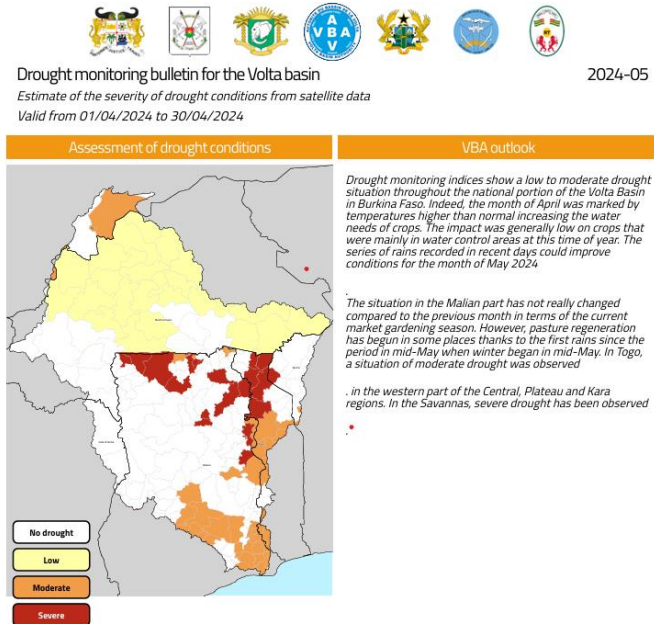 VBA
ABV
Drought monitoring bulletin for the Volta basin
2024-05
Estimate of the severity of drought conditions from satellite data
Valid from 01/04/2024 to 30/04/2024
Assessment of drought conditions
VBA outlook
Drought monitoring indices show a low to moderate drought
situation throughout the national portion of the Volta Basin
in Burkina Faso. Indeed, the month of April was marked by
temperatures higher than normal increasing the water
needs of crops. The impact was generally low on crops that
were mainly in water control areas at this time of year. The
series of rains recorded in recent days could improve
conditions for the month of May 2024
.
The situation in the Malian part has not really changed
compared to the previous month in terms of the current
market gardening season. However, pasture regeneration
has begun in some places thanks to the first rains since the
period in mid-May when winter began in mid-May. In Togo,
a situation of moderate drought was observed
. in the western part of the Central, Plateau and Kara
regions. In the Savannas, severe drought has been observed
.
No drought
Low
Moderate
Severe